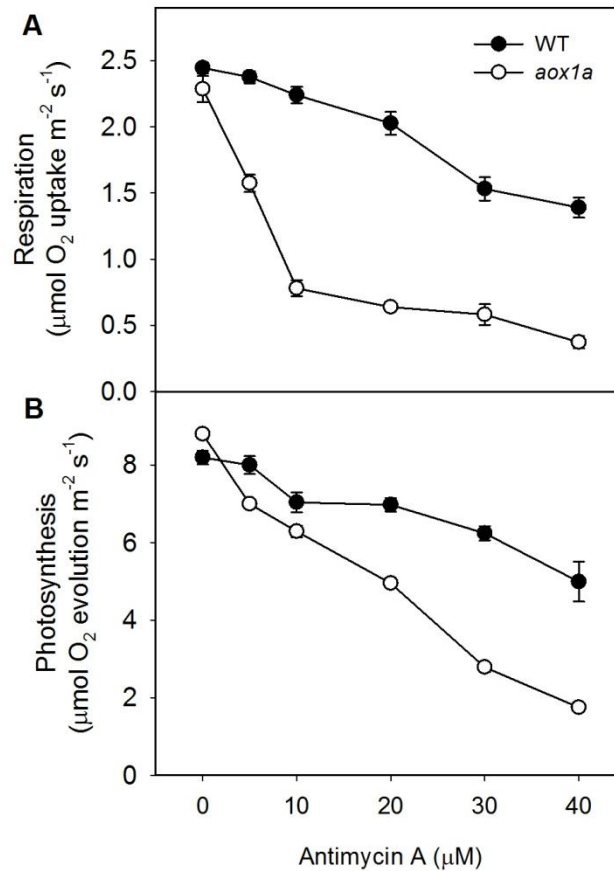 A
WT
aox1a
2.5
2.0
1.5
1.0
0.5
0.0
Respiration
(μmol O₂ uptake m⁻² s⁻¹)
B
8
6
4
2
0
Photosynthesis
(μmol O₂ evolution m⁻² s⁻¹)
0 10 20 30 40
Antimycin A (μM)